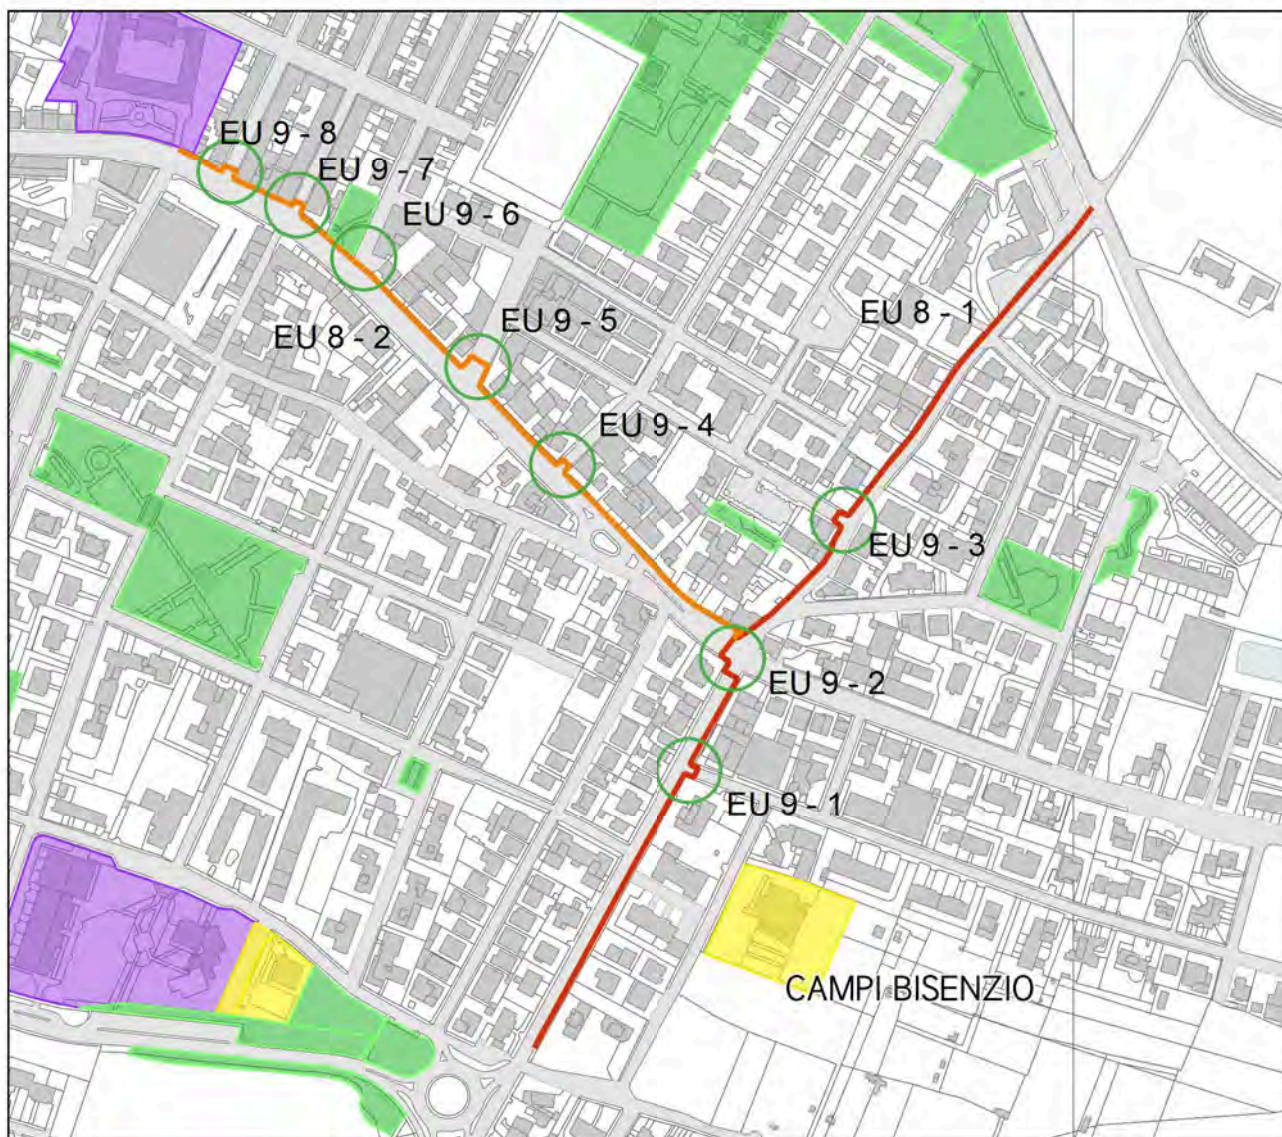 EU 9 - 8
EU 9 - 7
EU 9 - 6
EU 8 - 1
EU 9 - 5
EU 8 - 2
EU 9 - 4
EU 9 - 3
EU 9 - 2
EU 9 - 1
CAMPI BISENZIO